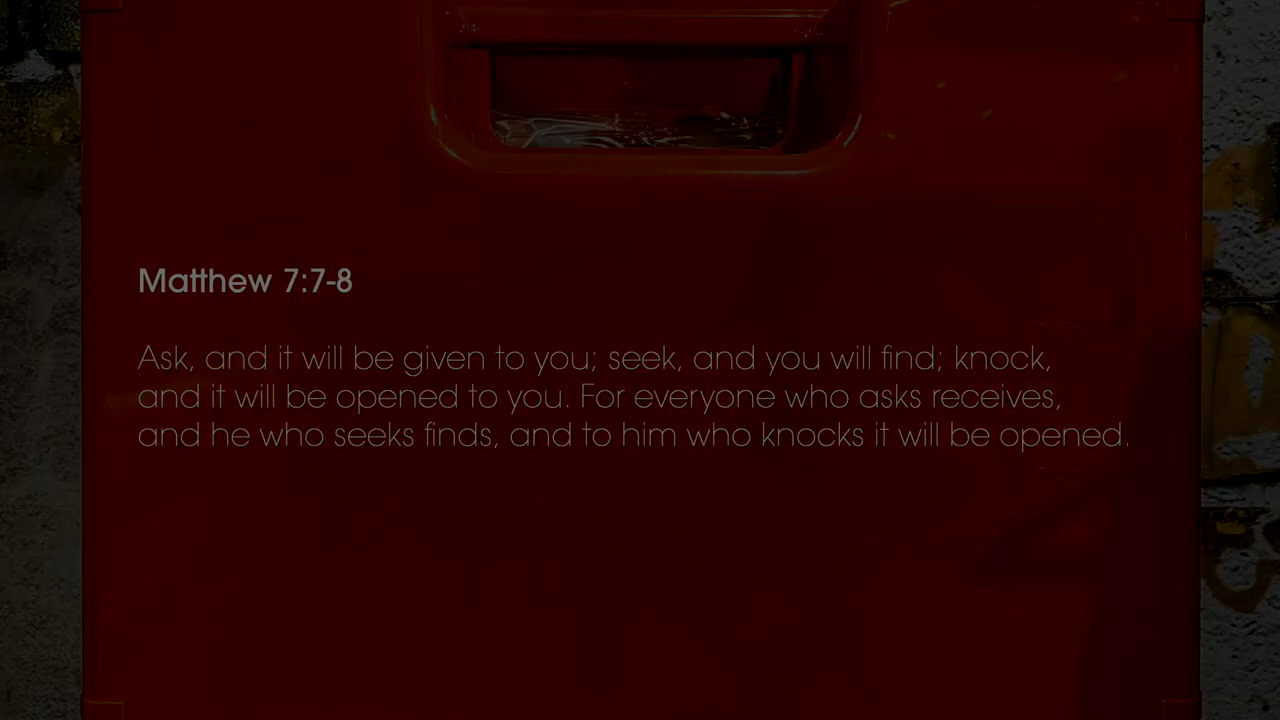 Matthew 7:7-8
Ask, and it will be given to you; seek, and you will find; knock,
and it will be opened to you. For everyone who asks receives,
and he who seeks finds, and to him who knocks it will be opened.